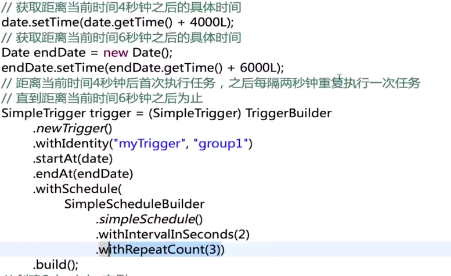 // 获取距离当前时间4秒钟之后的具体时间
date.setTime(date.getTime() + 4000L);
// 获取距离当前时间6秒钟之后的具体时间
Date endDate = new Date();
endDate.setTime(endDate.getTime() + 6000L);
// 距离当前时间4秒钟后首次执行任务，之后每隔两秒钟重复执行一次任务
// 直到距离当前时间6秒钟之后为止
SimpleTrigger trigger = (SimpleTrigger) TriggerBuilder
.newTrigger()
.withIdentity("myTrigger", "group1")
.startAt(date)
.endAt(endDate)
.withSchedule(
SimpleScheduleBuilder
.simpleSchedule()
.withIntervalInSeconds(2)
.withRepeatCount(3))
.build();